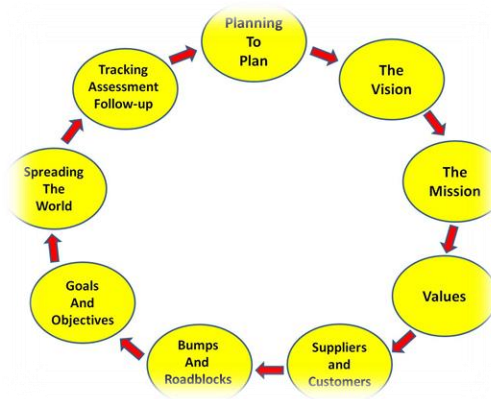 Planning
To
Plan
The
Vision
The
Mission
Values
Suppliers
and
Customers
Bumps
And
Roadblocks
Goals
And
Objectives
Spreading
The
World
Tracking
Assessment
Follow-up